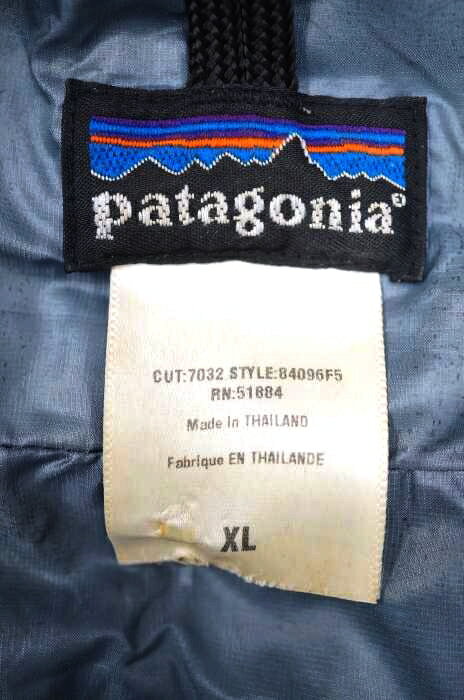 patagonia®
CUT:7032 STYLE:84096F5
RN:51884
Made In THAILAND
Fabrique EN THAILANDE
XL